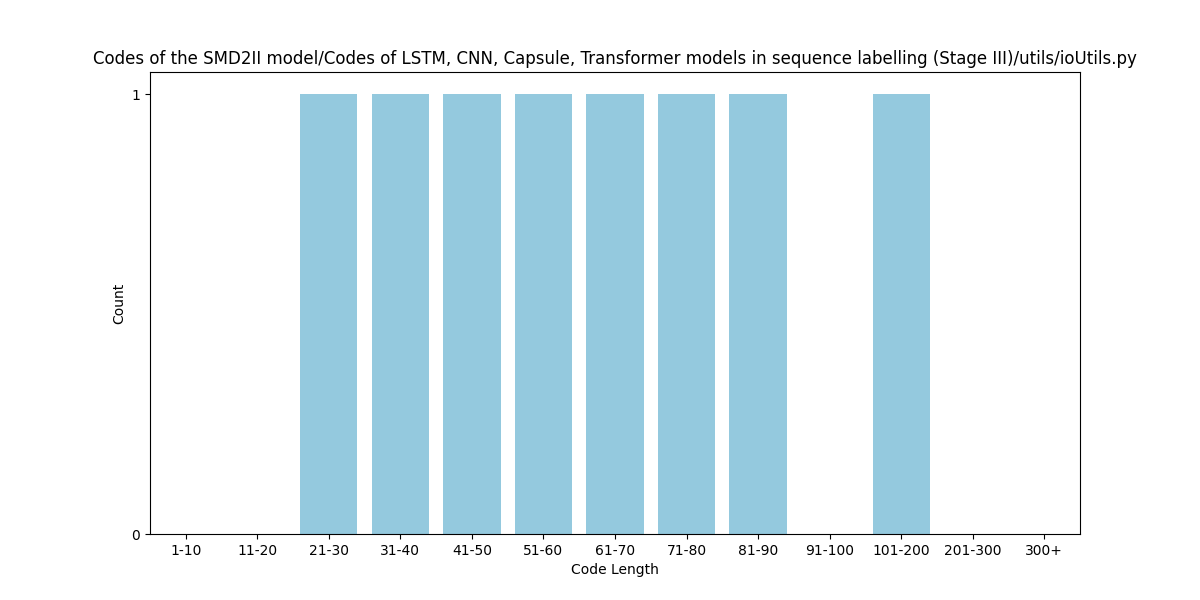 Codes of the SMD2II model/Codes of LSTM, CNN, Capsule, Transformer models in sequence labelling (Stage III)/utils/ioUtils.py
1
Count
0
1-10 11-20 21-30 31-40 41-50 51-60 61-70 71-80 81-90 91-100 101-200 201-300 300+
Code Length